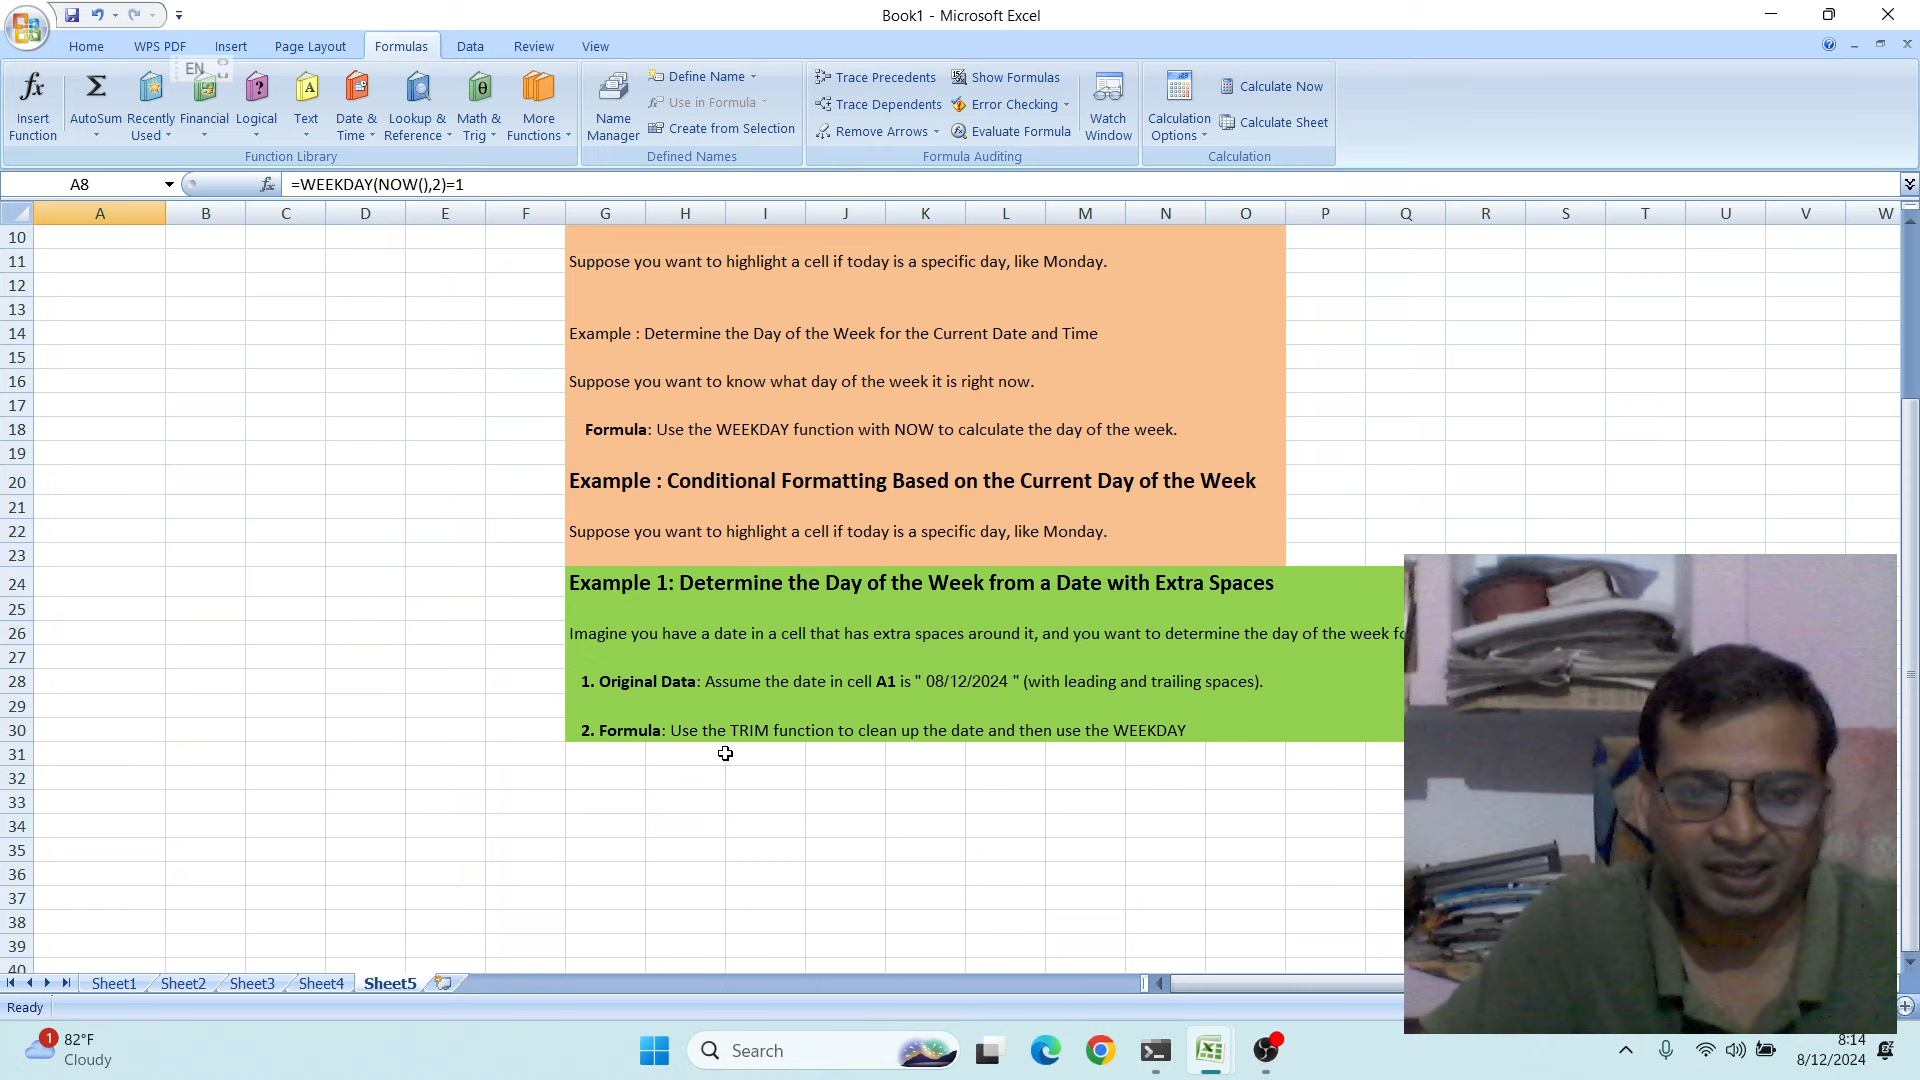 Book1 - Microsoft Excel
Home WPS PDF Insert Page Layout Formulas Data Review View
EN
Insert Function
AutoSum
Recently Used
Financial
Logical
Text
Date & Time
Lookup & Reference
Math & Trig
More Functions
Function Library
Name Manager
Define Name
Use in Formula
Create from Selection
Defined Names
Trace Precedents
Trace Dependents
Remove Arrows
Show Formulas
Error Checking
Evaluate Formula
Formula Auditing
Watch Window
Calculation Options
Calculate Now
Calculate Sheet
Calculation
A8 fx =WEEKDAY(NOW(),2)=1
A B C D E F G H I J K L M N O P Q R S T U V W
10
11 Suppose you want to highlight a cell if today is a specific day, like Monday.
12
13
14 Example : Determine the Day of the Week for the Current Date and Time
15
16 Suppose you want to know what day of the week it is right now.
17
18 Formula: Use the WEEKDAY function with NOW to calculate the day of the week.
19
20 Example : Conditional Formatting Based on the Current Day of the Week
21
22 Suppose you want to highlight a cell if today is a specific day, like Monday.
23
24 Example 1: Determine the Day of the Week from a Date with Extra Spaces
25
26 Imagine you have a date in a cell that has extra spaces around it, and you want to determine the day of the week fo
27
28 1. Original Data: Assume the date in cell A1 is " 08/12/2024 " (with leading and trailing spaces).
29
30 2. Formula: Use the TRIM function to clean up the date and then use the WEEKDAY
31
32
33
34
35
36
37
38
39
40
Sheet1 Sheet2 Sheet3 Sheet4 Sheet5
Ready
1
82°F
Cloudy
Search
8:14
8/12/2024